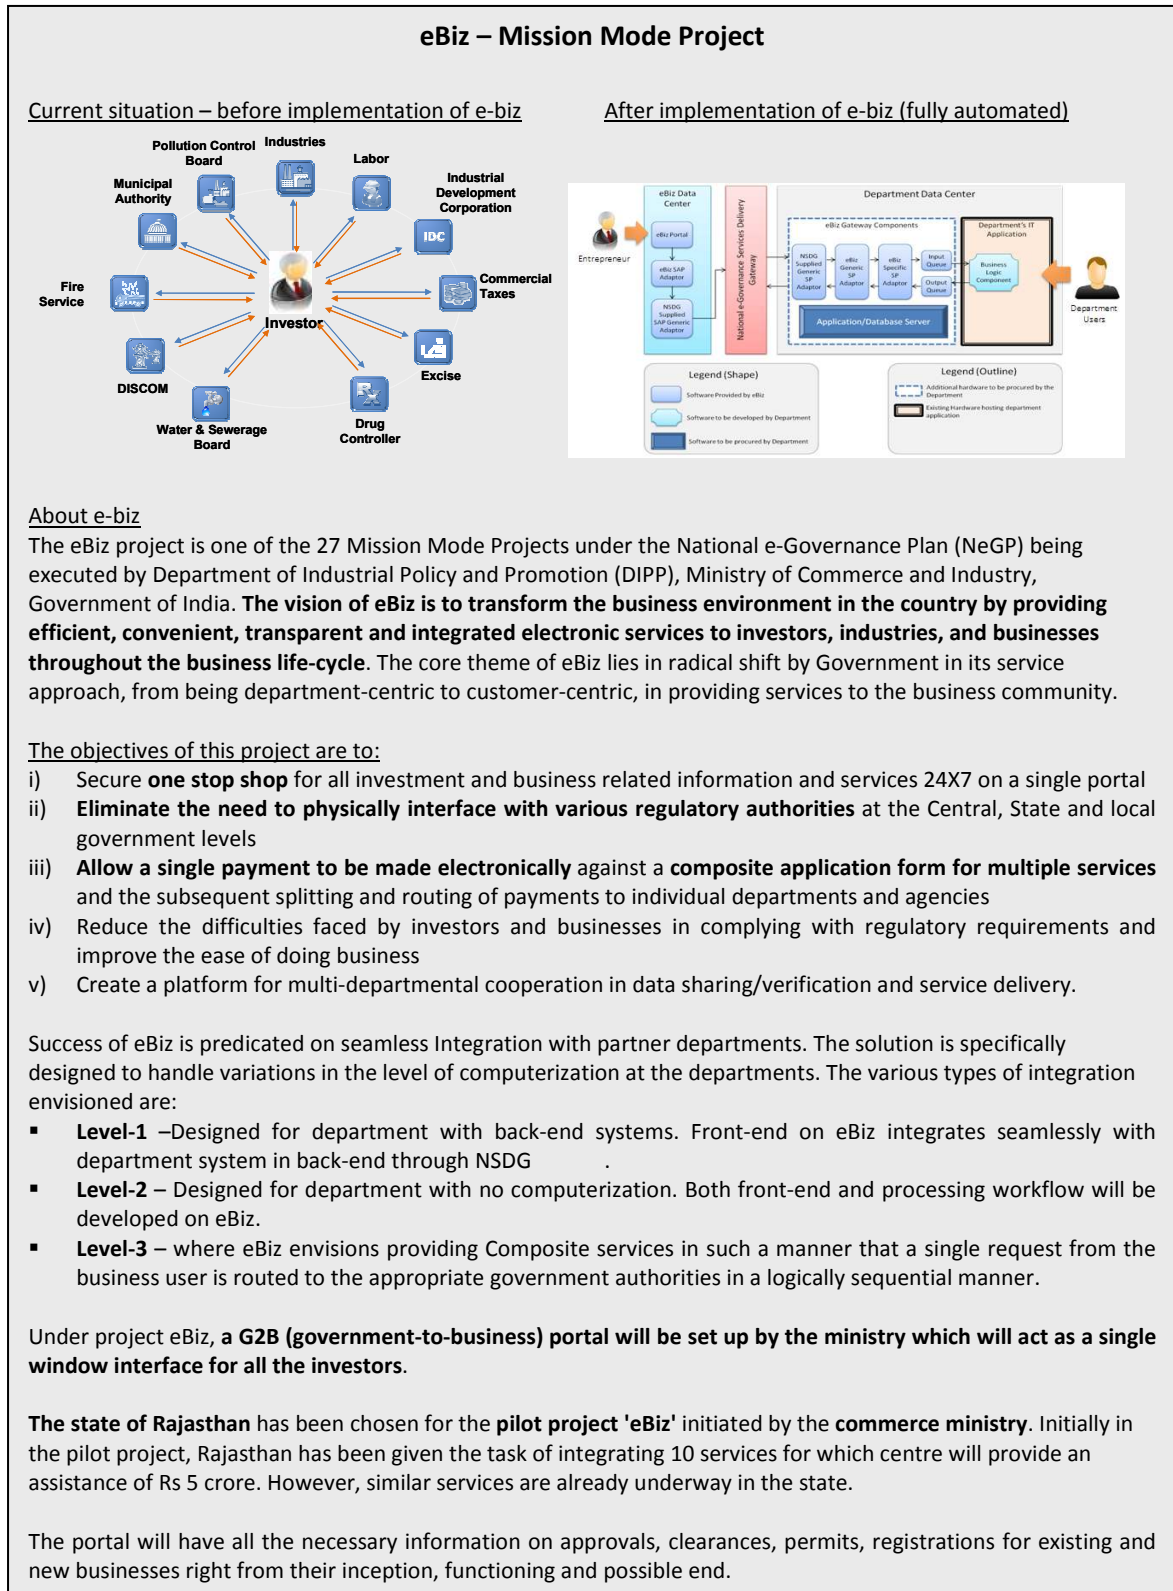 eBiz – Mission Mode Project
Current situation – before implementation of e-biz
After implementation of e-biz (fully automated)
Pollution Control
Board
Industries
Labor
Municipal
Authority
Industrial
Development
Corporation
IDC
Fire
Service
Commercial
Taxes
Investor
DISCOM
Excise
Water & Sewerage
Board
Drug
Controller
Entrepreneur
eBiz Data
Center
eBiz Portal
eBiz SAP
Adaptor
NSDG
Supplied
SAP Generic
Adaptor
National e-Governance Services Delivery
Gateway
Department Data Center
eBiz Gateway Components
NSDG
Supplied
Generic
SP
Adaptor
eBiz
Generic
SP
Adaptor
eBiz
Specific
SP
Adaptor
Input
Queue
Output
Queue
Application/Database Server
Department's IT
Application
Business
Logic
Component
Department
Users
Legend (Shape)
Software Provided by eBiz
Software to be developed by Department
Software to be procured by Department
Legend (Outline)
Additional hardware to be procured by the
Department
Existing Hardware hosting department
application
About e-biz
The eBiz project is one of the 27 Mission Mode Projects under the National e-Governance Plan (NeGP) being
executed by Department of Industrial Policy and Promotion (DIPP), Ministry of Commerce and Industry,
Government of India. The vision of eBiz is to transform the business environment in the country by providing
efficient, convenient, transparent and integrated electronic services to investors, industries, and businesses
throughout the business life-cycle. The core theme of eBiz lies in radical shift by Government in its service
approach, from being department-centric to customer-centric, in providing services to the business community.
The objectives of this project are to:
i) Secure one stop shop for all investment and business related information and services 24X7 on a single portal
ii) Eliminate the need to physically interface with various regulatory authorities at the Central, State and local
government levels
iii) Allow a single payment to be made electronically against a composite application form for multiple services
and the subsequent splitting and routing of payments to individual departments and agencies
iv) Reduce the difficulties faced by investors and businesses in complying with regulatory requirements and
improve the ease of doing business
v) Create a platform for multi-departmental cooperation in data sharing/verification and service delivery.
Success of eBiz is predicated on seamless Integration with partner departments. The solution is specifically
designed to handle variations in the level of computerization at the departments. The various types of integration
envisioned are:
▪ Level-1 –Designed for department with back-end systems. Front-end on eBiz integrates seamlessly with
department system in back-end through NSDG .
▪ Level-2 – Designed for department with no computerization. Both front-end and processing workflow will be
developed on eBiz.
▪ Level-3 – where eBiz envisions providing Composite services in such a manner that a single request from the
business user is routed to the appropriate government authorities in a logically sequential manner.
Under project eBiz, a G2B (government-to-business) portal will be set up by the ministry which will act as a single
window interface for all the investors.
The state of Rajasthan has been chosen for the pilot project 'eBiz' initiated by the commerce ministry. Initially in
the pilot project, Rajasthan has been given the task of integrating 10 services for which centre will provide an
assistance of Rs 5 crore. However, similar services are already underway in the state.
The portal will have all the necessary information on approvals, clearances, permits, registrations for existing and
new businesses right from their inception, functioning and possible end.